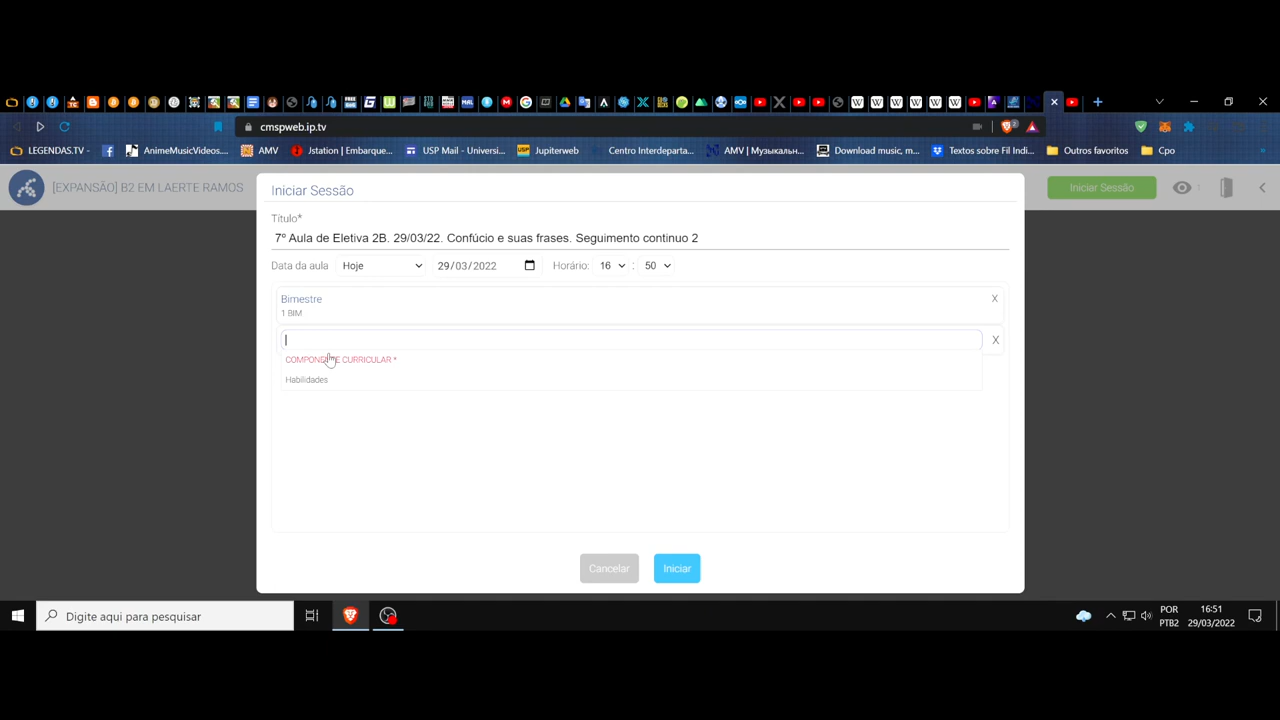 cmspweb.ip.tv
2
LEGENDAS.TV -
AnimeMusicVideos...
AMV
Jstation | Embarque...
USP Mail - Universi...
Jupiterweb
Centro Interdeparta...
AMV | Музыкальн...
Download music, m...
Textos sobre Fil Indi...
Outros favoritos
Cpo
[EXPANSÃO] B2 EM LAERTE RAMOS
Iniciar Sessão
1
Iniciar Sessão
Título*
7º Aula de Eletiva 2B. 29/03/22. Confúcio e suas frases. Seguimento continuo 2
Data da aula Hoje 29/03/2022 Horário: 16 : 50
Bimestre X
1 BIM
X
COMPONENTE CURRICULAR *
Habilidades
Cancelar Iniciar
Digite aqui para pesquisar
POR 16:51
PTB2 29/03/2022